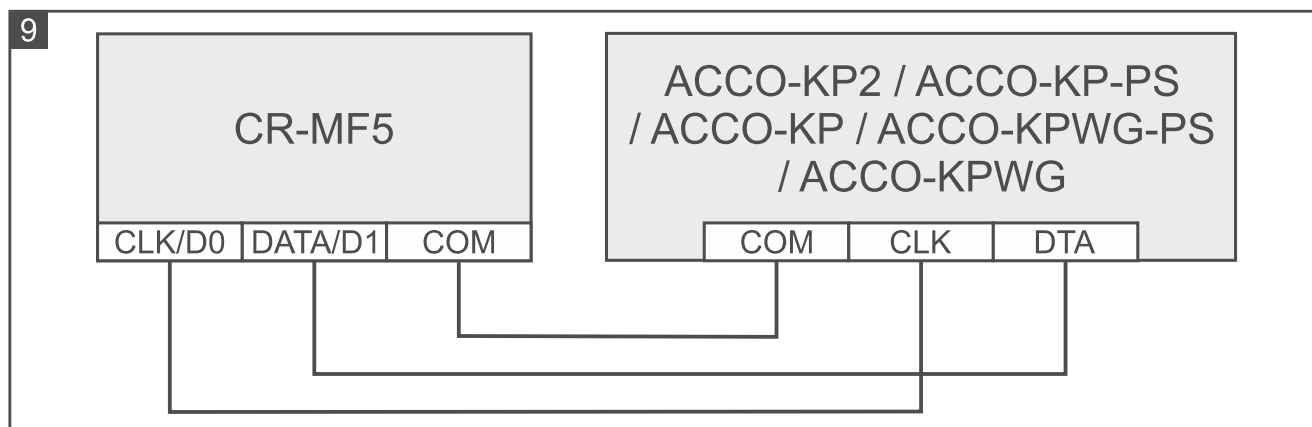 9
CR-MF5
ACCO-KP2 / ACCO-KP-PS
/ ACCO-KP / ACCO-KPWG-PS
/ ACCO-KPWG
CLK/D0 DATA/D1 COM
COM CLK DTA